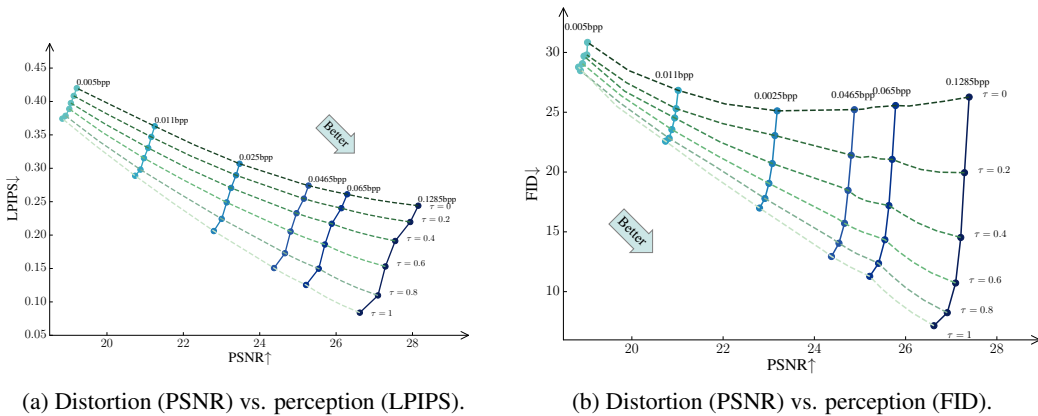 0.45
0.40
0.35
0.30
0.25
0.20
0.15
0.10
0.05
LPIPS↓
20
22
24
26
28
PSNR↑
0.005bpp
0.011bpp
0.025bpp
0.0465bpp
0.065bpp
0.1285bpp
τ = 0
τ = 0.2
τ = 0.4
τ = 0.6
τ = 0.8
τ = 1
Better
(a) Distortion (PSNR) vs. perception (LPIPS).
30
25
20
15
10
FID↓
20
22
24
26
28
PSNR↑
0.005bpp
0.011bpp
0.0025bpp
0.0465bpp
0.065bpp
0.1285bpp
τ = 0
τ = 0.2
τ = 0.4
τ = 0.6
τ = 0.8
τ = 1
Better
(b) Distortion (PSNR) vs. perception (FID).